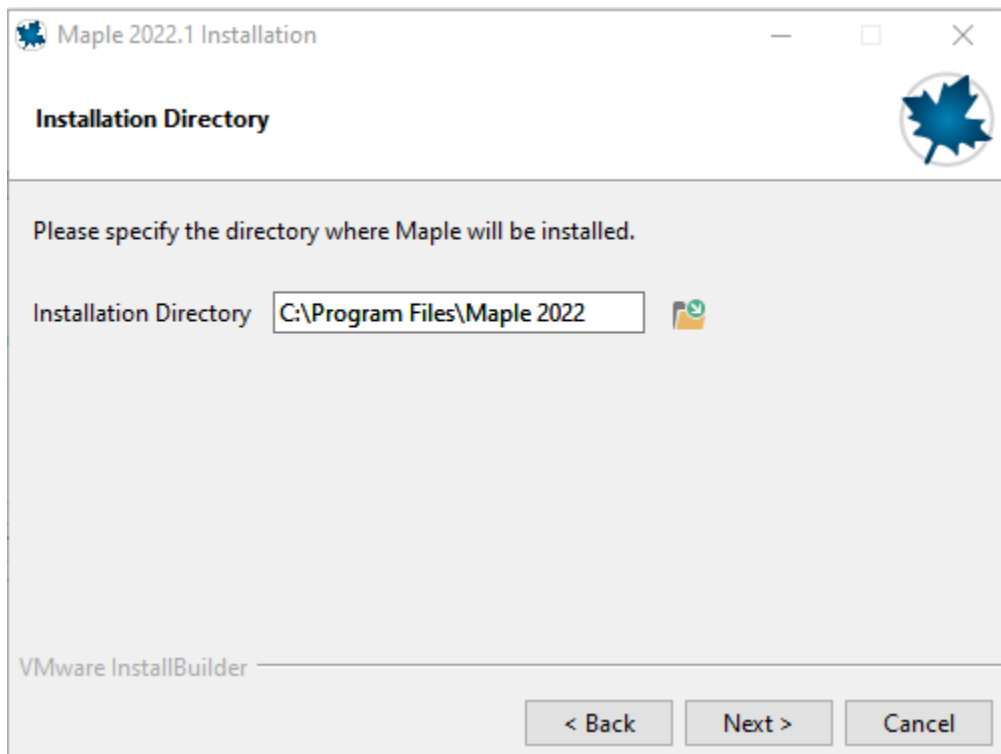 Maple 2022.1 Installation
Installation Directory
Please specify the directory where Maple will be installed.
Installation Directory C:\Program Files\Maple 2022
VMware InstallBuilder
< Back Next > Cancel